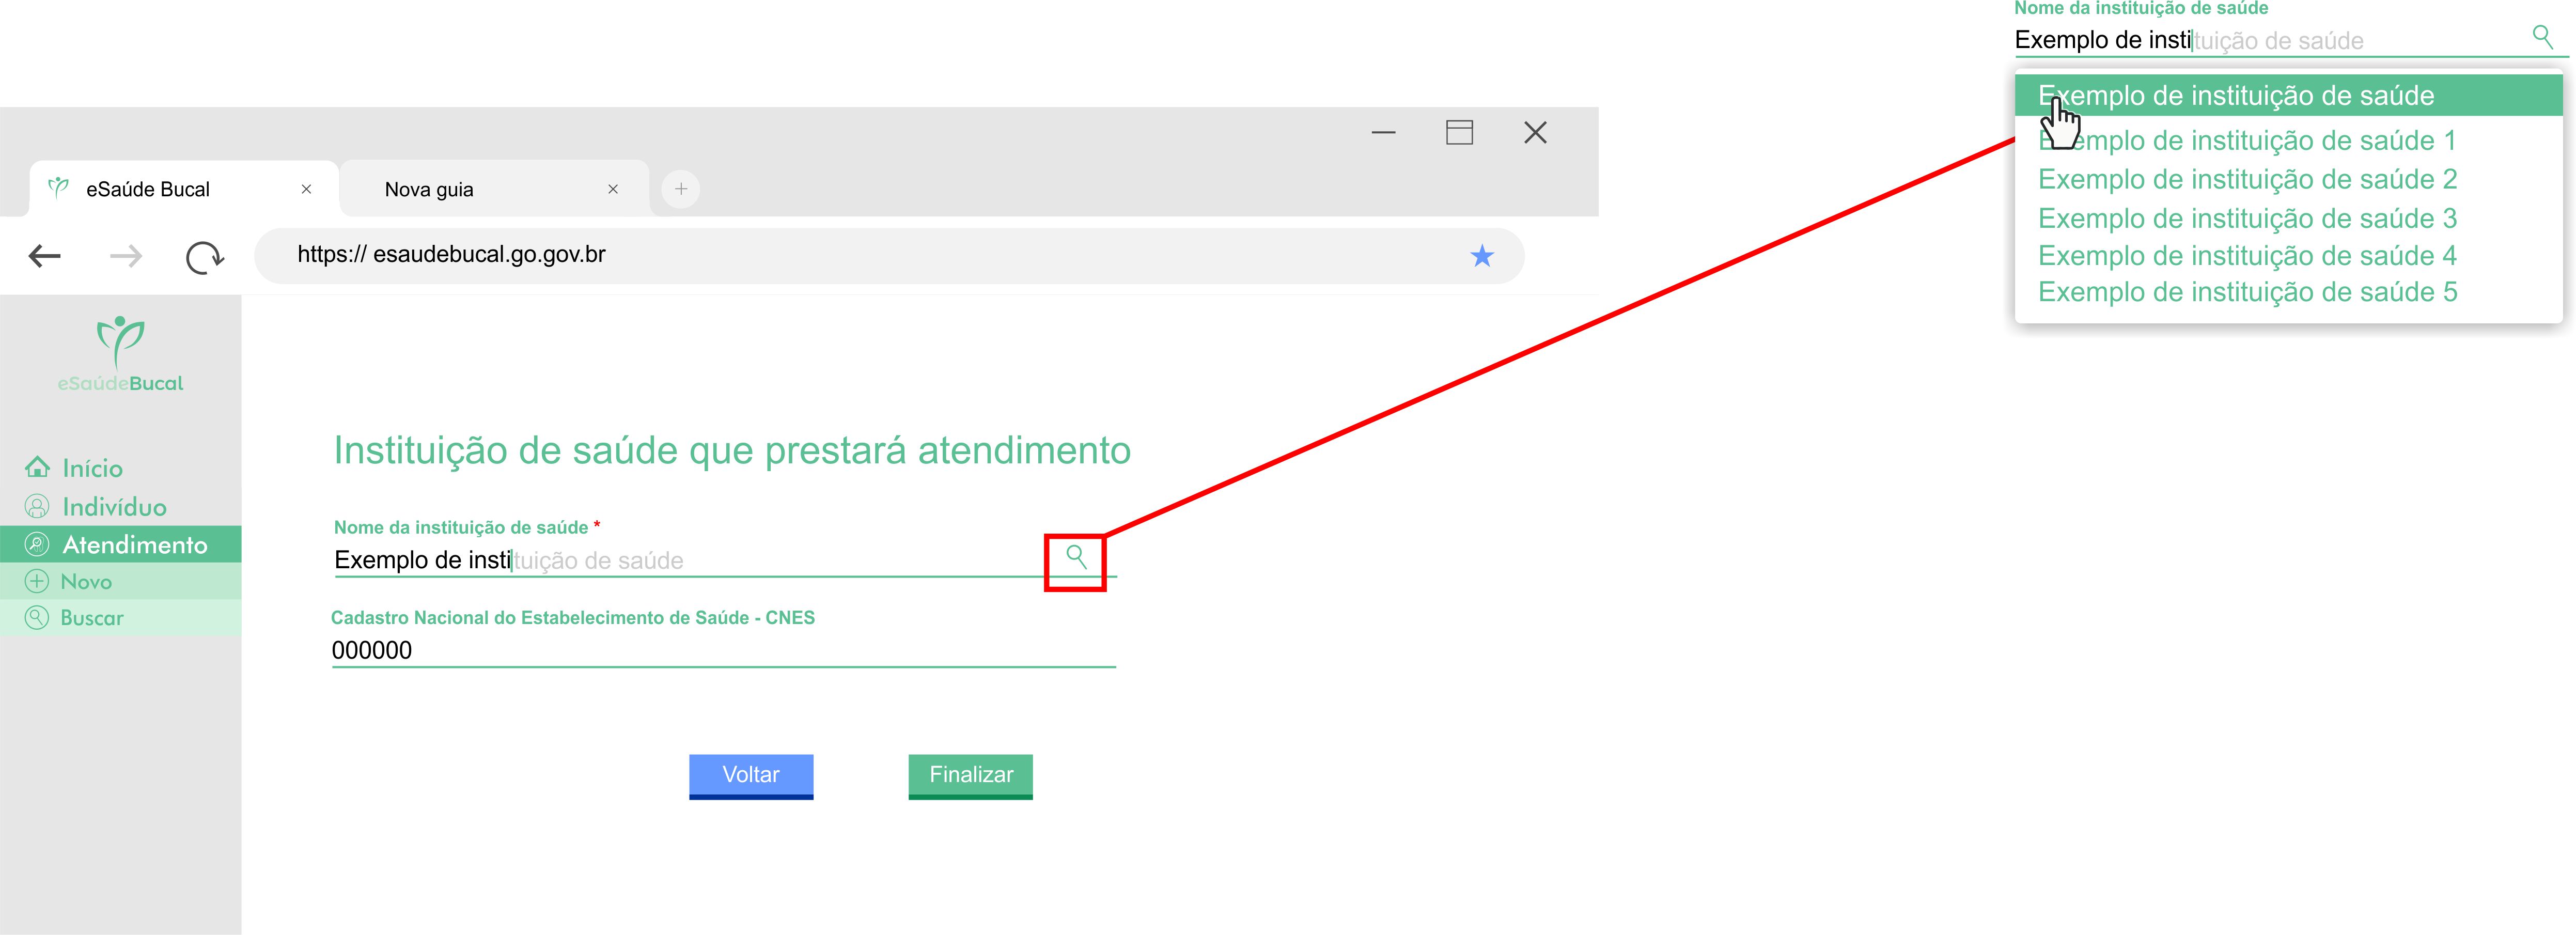 Nome da instituição de saúde
Exemplo de instituição de saúde
Exemplo de instituição de saúde
Exemplo de instituição de saúde 1
Exemplo de instituição de saúde 2
Exemplo de instituição de saúde 3
Exemplo de instituição de saúde 4
Exemplo de instituição de saúde 5
eSaúde Bucal
Nova guia
https:// esaudebucal.go.gov.br
eSaúdeBucal
Início
Indivíduo
Atendimento
Novo
Buscar
Instituição de saúde que prestará atendimento
Nome da instituição de saúde *
Exemplo de instituição de saúde
Cadastro Nacional do Estabelecimento de Saúde - CNES
000000
Voltar
Finalizar